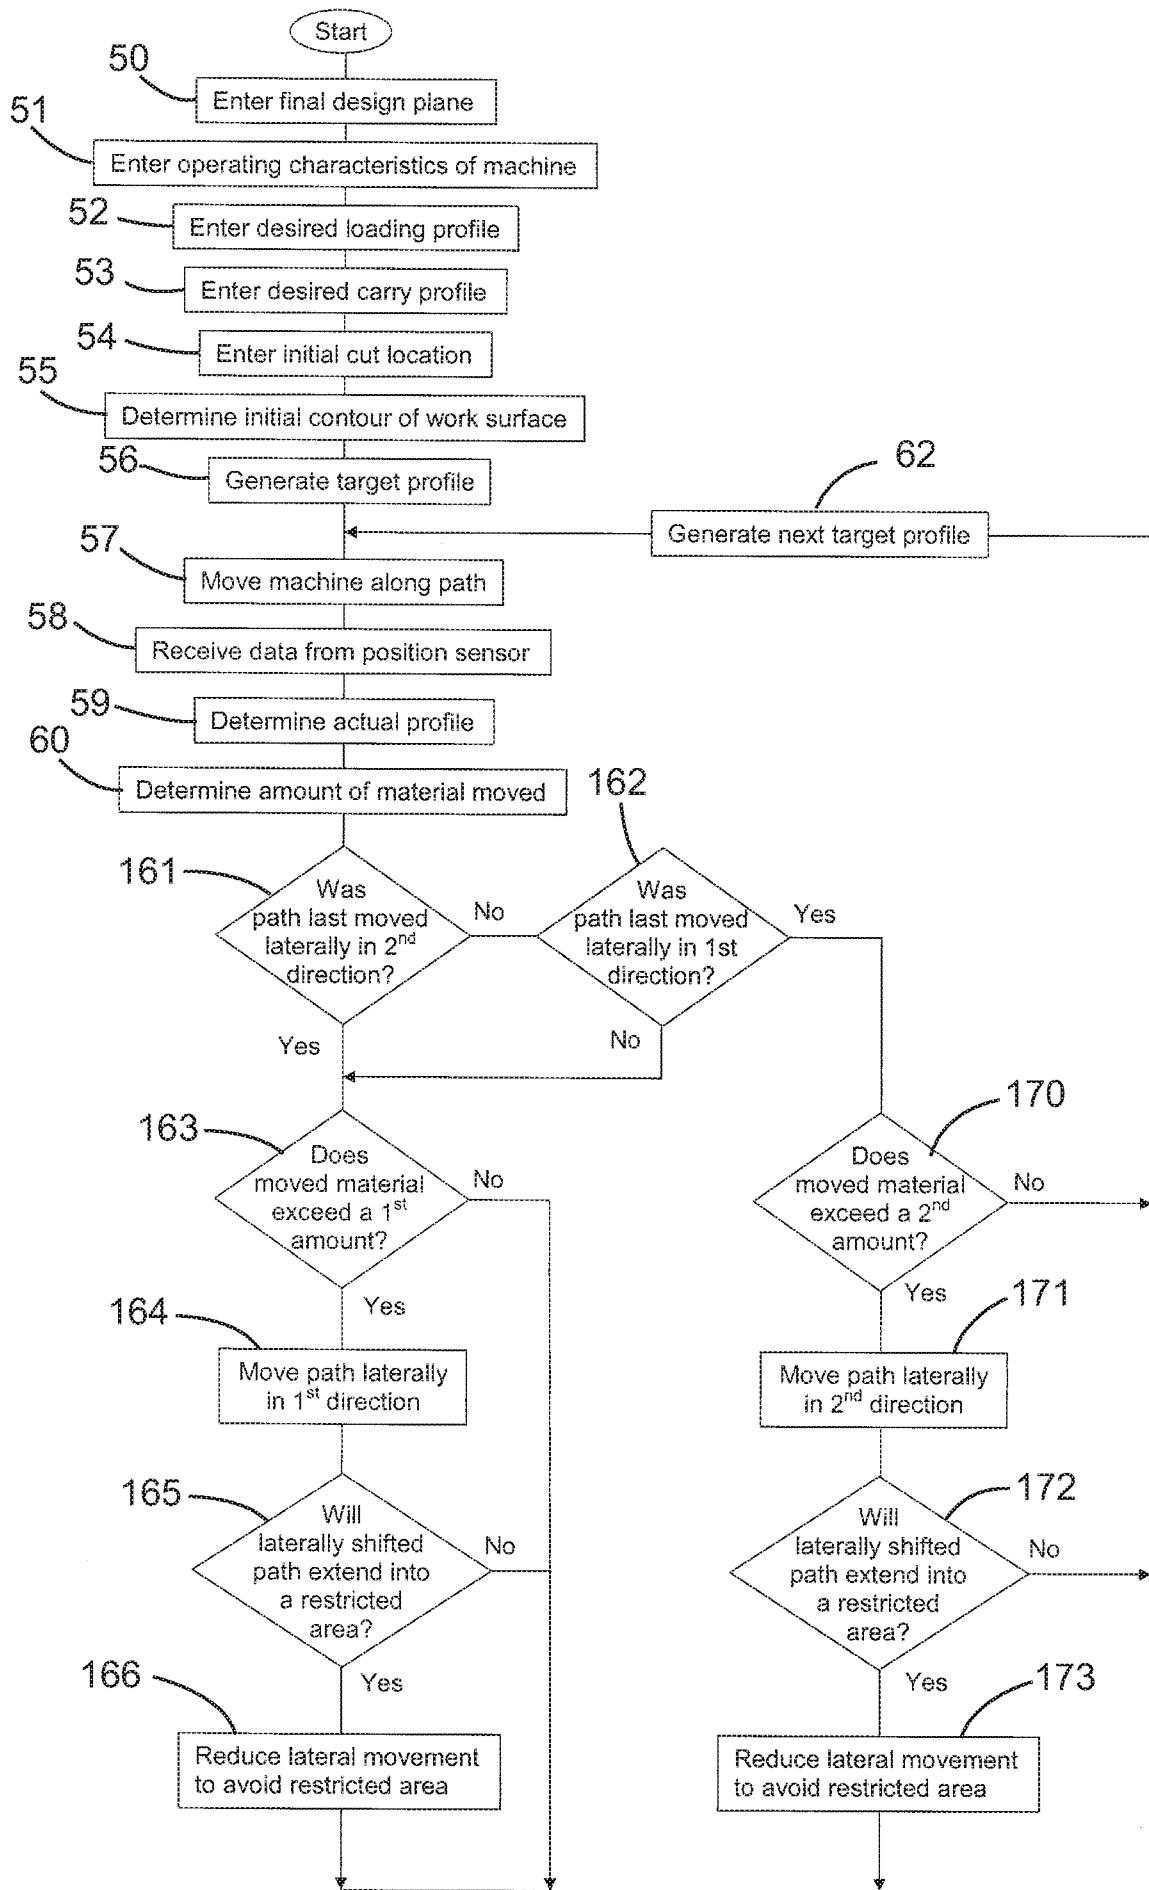 Start
50
Enter final design plane
51
Enter operating characteristics of machine
52
Enter desired loading profile
53
Enter desired carry profile
54
Enter initial cut location
55
Determine initial contour of work surface
56
Generate target profile
62
Generate next target profile
57
Move machine along path
58
Receive data from position sensor
59
Determine actual profile
60
Determine amount of material moved
161
Was
path last moved
laterally in 2nd
direction?
No
Yes
162
Was
path last moved
laterally in 1st
direction?
Yes
No
163
Does
moved material
exceed a 1st
amount?
No
Yes
170
Does
moved material
exceed a 2nd
amount?
No
Yes
164
Move path laterally
in 1st direction
171
Move path laterally
in 2nd direction
165
Will
laterally shifted
path extend into
a restricted
area?
No
Yes
172
Will
laterally shifted
path extend into
a restricted
area?
No
Yes
166
Reduce lateral movement
to avoid restricted area
173
Reduce lateral movement
to avoid restricted area